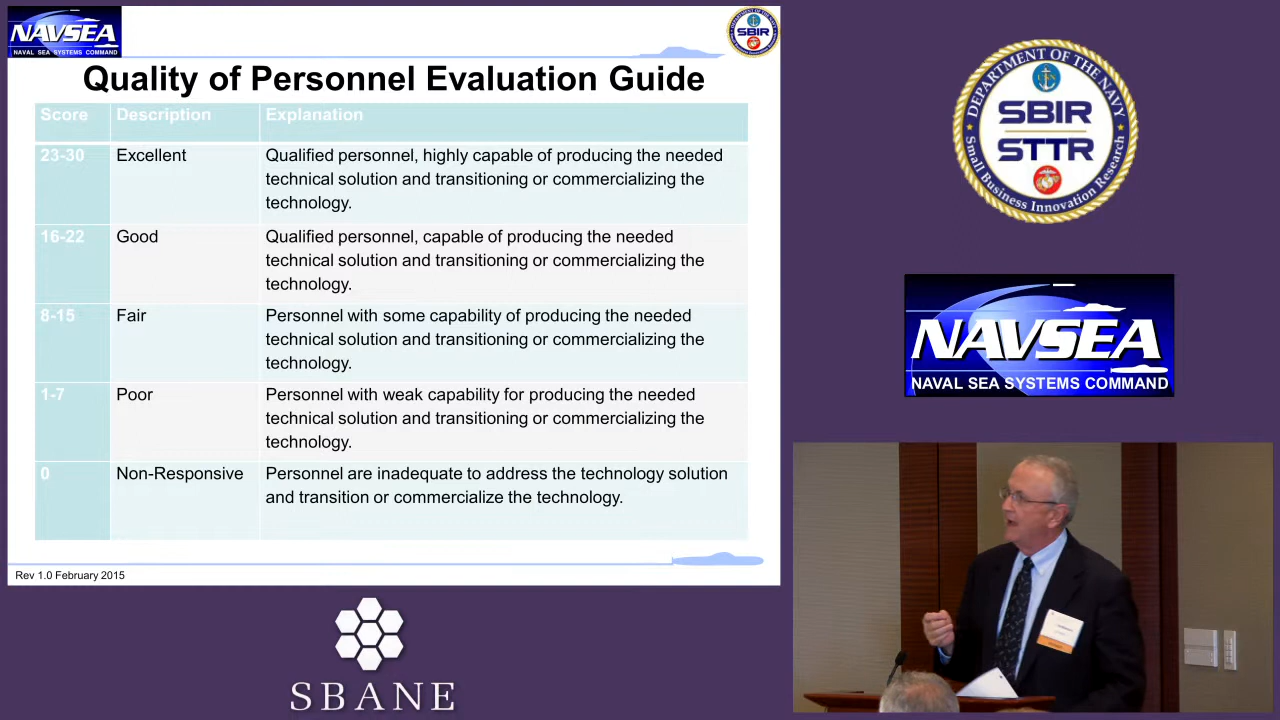 NAVSEA
NAVAL SEA SYSTEMS COMMAND
SBIR
Quality of Personnel Evaluation Guide
Score Description Explanation
23-30 Excellent Qualified personnel, highly capable of producing the needed
technical solution and transitioning or commercializing the
technology.
16-22 Good Qualified personnel, capable of producing the needed
technical solution and transitioning or commercializing the
technology.
8-15 Fair Personnel with some capability of producing the needed
technical solution and transitioning or commercializing the
technology.
1-7 Poor Personnel with weak capability for producing the needed
technical solution and transitioning or commercializing the
technology.
0 Non-Responsive Personnel are inadequate to address the technology solution
and transition or commercialize the technology.
Rev 1.0 February 2015
SBANE
DEPARTMENT OF THE NAVY
SBIR
STTR
Small Business Innovation Research
NAVSEA
NAVAL SEA SYSTEMS COMMAND